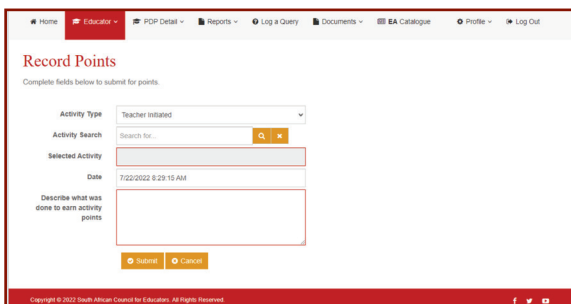 Home Educator PDP Detail Reports Log a Query Documents EA Catalogue Profile Log Out
Record Points
Complete fields below to submit for points.
Activity Type Teacher Initiated
Activity Search Search for...
Selected Activity
Date 7/22/2022 8:29:15 AM
Describe what was
done to earn activity
points
Submit Cancel
Copyright © 2022 South African Council for Educators. All Rights Reserved.